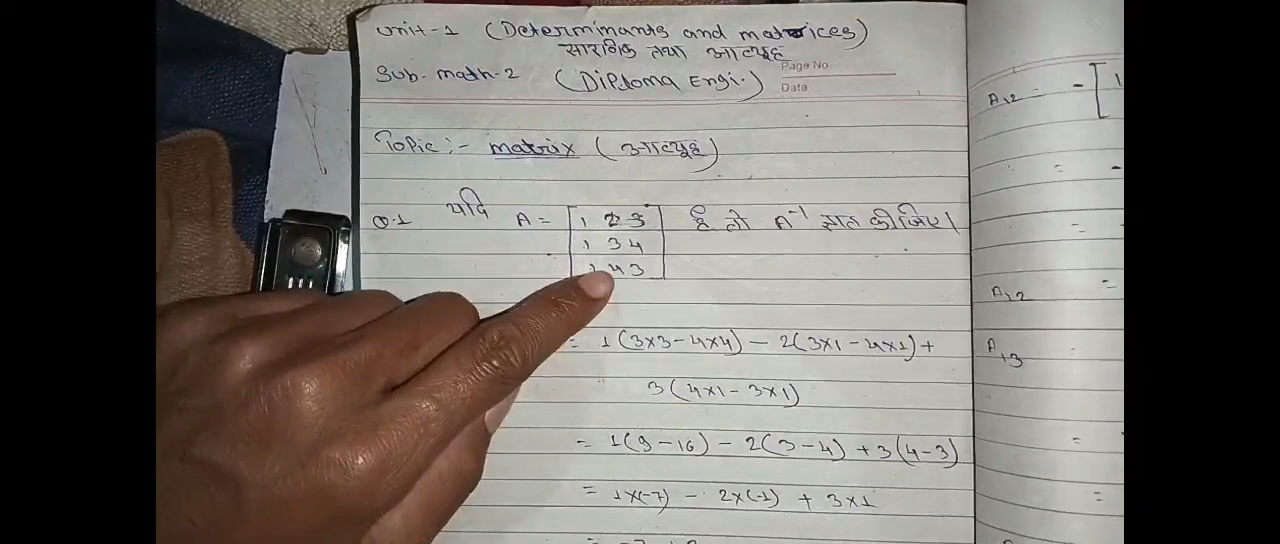 Unit-1 (Determinants and matrices)
सारणिक तथा आव्यूह
Sub. math-2 (Diploma Engi.)
Page No.
Date
Topic:- matrix (आव्यूह)
Q.1 यदि A = [1 2 3 है तो A⁻¹ ज्ञात कीजिए।
1 3 4
1 4 3]
= 1(3×3-4×4) - 2(3×1-4×1)+
3(4×1-3×1)
= 1(9-16) - 2(3-4) +3(4-3)
= 1×(-7) - 2×(-1) + 3×1
A12 = -[1
=
=
A22 =
A13 =
=
=